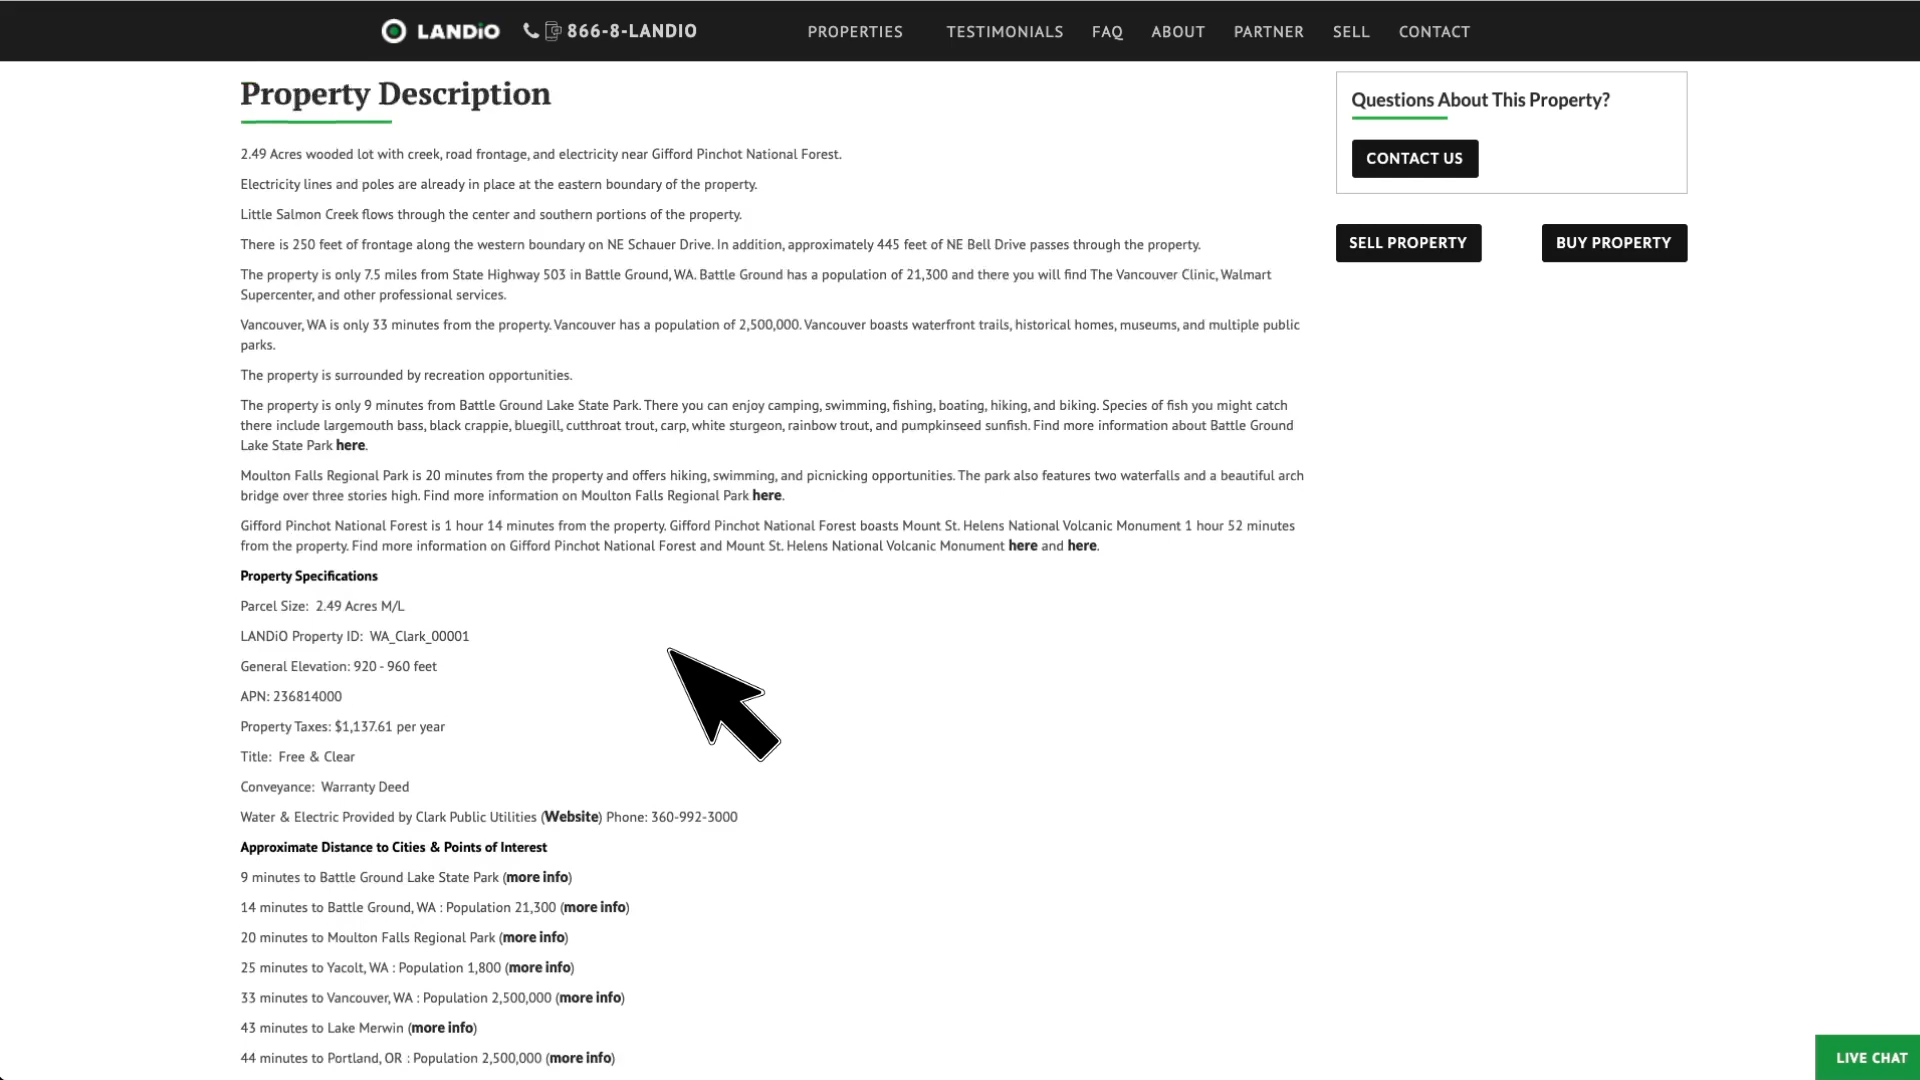 LANDiO 866-8-LANDIO PROPERTIES TESTIMONIALS FAQ ABOUT PARTNER SELL CONTACT
Property Description
2.49 Acres wooded lot with creek, road frontage, and electricity near Gifford Pinchot National Forest.
Electricity lines and poles are already in place at the eastern boundary of the property.
Little Salmon Creek flows through the center and southern portions of the property.
There is 250 feet of frontage along the western boundary on NE Schauer Drive. In addition, approximately 445 feet of NE Bell Drive passes through the property.
The property is only 7.5 miles from State Highway 503 in Battle Ground, WA. Battle Ground has a population of 21,300 and there you will find The Vancouver Clinic, Walmart
Supercenter, and other professional services.
Vancouver, WA is only 33 minutes from the property. Vancouver has a population of 2,500,000. Vancouver boasts waterfront trails, historical homes, museums, and multiple public
parks.
The property is surrounded by recreation opportunities.
The property is only 9 minutes from Battle Ground Lake State Park. There you can enjoy camping, swimming, fishing, boating, hiking, and biking. Species of fish you might catch
there include largemouth bass, black crappie, bluegill, cutthroat trout, carp, white sturgeon, rainbow trout, and pumpkinseed sunfish. Find more information about Battle Ground
Lake State Park here.
Moulton Falls Regional Park is 20 minutes from the property and offers hiking, swimming, and picnicking opportunities. The park also features two waterfalls and a beautiful arch
bridge over three stories high. Find more information on Moulton Falls Regional Park here.
Gifford Pinchot National Forest is 1 hour 14 minutes from the property. Gifford Pinchot National Forest boasts Mount St. Helens National Volcanic Monument 1 hour 52 minutes
from the property. Find more information on Gifford Pinchot National Forest and Mount St. Helens National Volcanic Monument here and here.
Property Specifications
Parcel Size: 2.49 Acres M/L
LANDiO Property ID: WA_Clark_00001
General Elevation: 920 - 960 feet
APN: 236814000
Property Taxes: $1,137.61 per year
Title: Free & Clear
Conveyance: Warranty Deed
Water & Electric Provided by Clark Public Utilities (Website) Phone: 360-992-3000
Approximate Distance to Cities & Points of Interest
9 minutes to Battle Ground Lake State Park (more info)
14 minutes to Battle Ground, WA : Population 21,300 (more info)
20 minutes to Moulton Falls Regional Park (more info)
25 minutes to Yacolt, WA : Population 1,800 (more info)
33 minutes to Vancouver, WA : Population 2,500,000 (more info)
43 minutes to Lake Merwin (more info)
44 minutes to Portland, OR : Population 2,500,000 (more info)
Questions About This Property?
CONTACT US
SELL PROPERTY BUY PROPERTY
LIVE CHAT